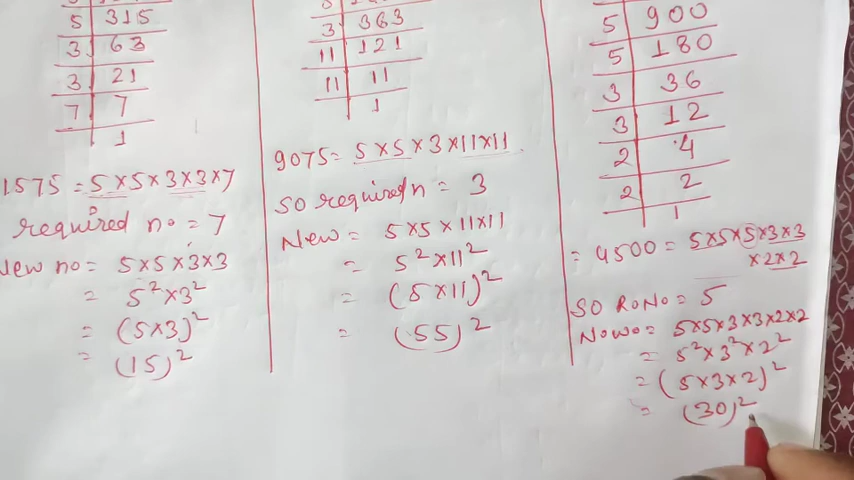 5 315
3 63
3 21
7 7
1
1575 = 5×5×3×3×7
required no = 7
New no = 5×5×3×3
= 5²×3²
= (5×3)²
= (15)²
3 363
11 121
11 11
1
9075 = 5×5×3×11×11
SO required n = 3
New = 5×5×11×11
= 5²×11²
= (5×11)²
= (55)²
5 900
5 180
3 36
3 12
2 4
2 2
1
= 4500 = 5×5×5×3×3
×2×2
SO RoNo = 5
NoWo = 5×5×3×3×2×2
= 5²×3²×2²
= (5×3×2)²
= (30)²